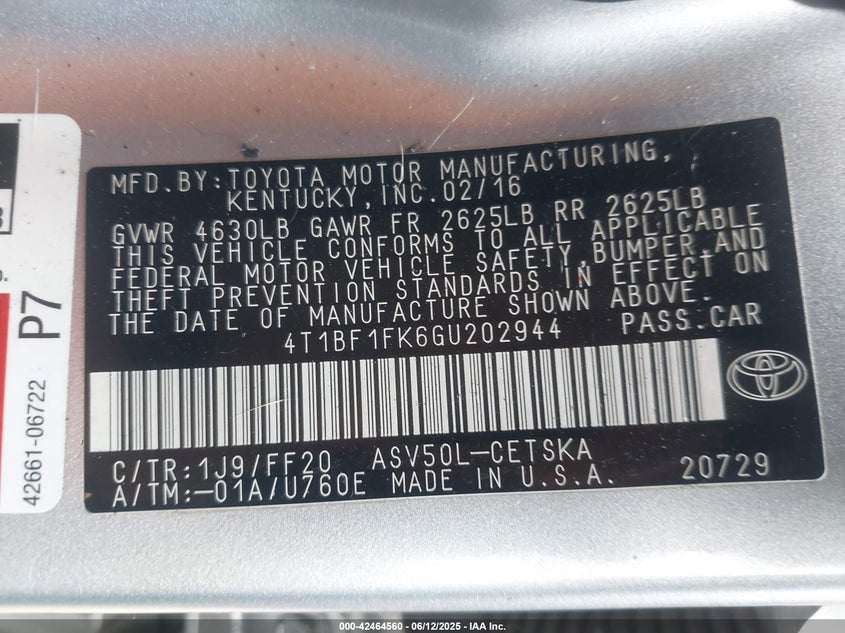 MFD.BY:TOYOTA MOTOR MANUFACTURING,
KENTUCKY,INC.02/16
GVWR 4630LB GAWR FR 2625LB RR 2625LB
THIS VEHICLE CONFORMS TO ALL APPLICABLE
FEDERAL MOTOR VEHICLE SAFETY,BUMPER,AND
THEFT PREVENTION STANDARDS IN EFFECT ON
THE DATE OF MANUFACTURE SHOWN ABOVE.
4T1BF1FK6GU202944 PASS.CAR
C/TR:1J9/FF20 ASV50L-CETSKA
A/TM:-01A/U760E MADE IN U.S.A. 20729
P7
42661-06722
000-42464560 - 06/12/2025 - IAA Inc.